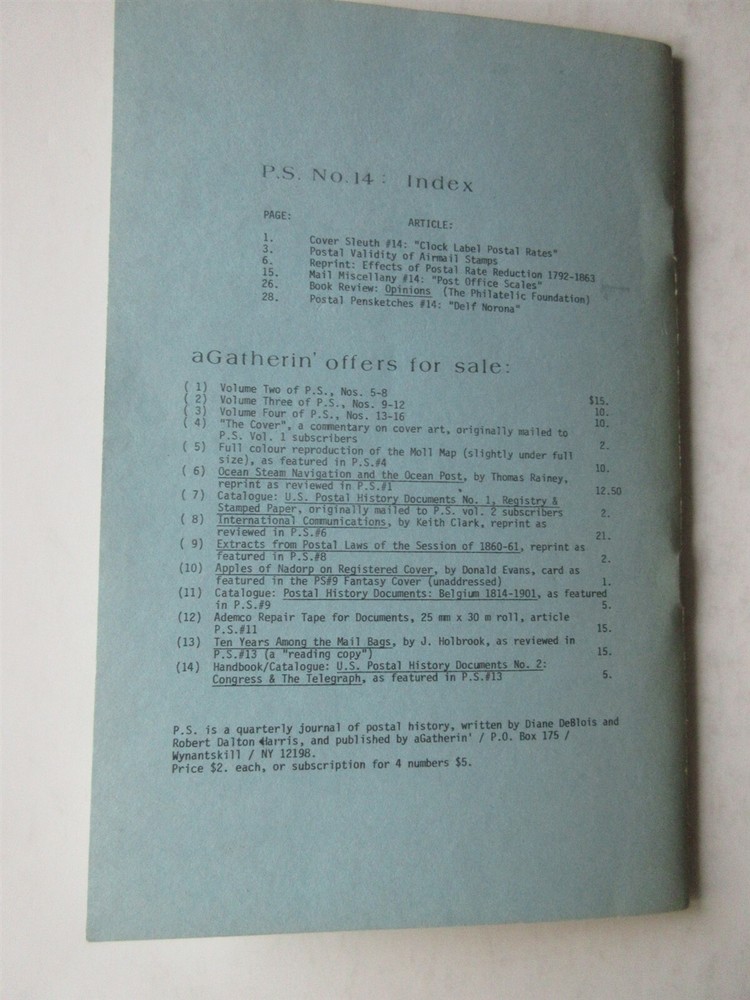 P.S. No.14: Index
PAGE: ARTICLE:
1. Cover Sleuth #14: "Clock Label Postal Rates"
3. Postal Validity of Airmail Stamps
6. Reprint: Effects of Postal Rate Reduction 1792-1863
15. Mail Miscellany #14: "Post Office Scales"
26. Book Review: Opinions (The Philatelic Foundation)
28. Postal Pensketches #14: "Delf Norona"
aGatherin' offers for sale:
( 1) Volume Two of P.S., Nos. 5-8 $15.
( 2) Volume Three of P.S., Nos. 9-12 10.
( 3) Volume Four of P.S., Nos. 13-16 10.
( 4) "The Cover", a commentary on cover art, originally mailed to
P.S. Vol. 1 subscribers 2.
( 5) Full colour reproduction of the Moll Map (slightly under full
size), as featured in P.S.#4 10.
( 6) Ocean Steam Navigation and the Ocean Post, by Thomas Rainey,
reprint as reviewed in P.S.#1 12.50
( 7) Catalogue: U.S. Postal History Documents No. 1, Registry &
Stamped Paper, originally mailed to P.S. vol. 2 subscribers 2.
( 8) International Communications, by Keith Clark, reprint as
reviewed in P.S.#6 21.
( 9) Extracts from Postal Laws of the Session of 1860-61, reprint as
featured in P.S.#8 2.
(10) Apples of Nadorp on Registered Cover, by Donald Evans, card as
featured in the PS#9 Fantasy Cover (unaddressed) 1.
(11) Catalogue: Postal History Documents: Belgium 1814-1901, as featured
in P.S.#9 5.
(12) Ademco Repair Tape for Documents, 25 mm x 30 m roll, article
P.S.#11 15.
(13) Ten Years Among the Mail Bags, by J. Holbrook, as reviewed in
P.S.#13 (a "reading copy") 15.
(14) Handbook/Catalogue: U.S. Postal History Documents No. 2:
Congress & The Telegraph, as featured in P.S.#13 5.
P.S. is a quarterly journal of postal history, written by Diane DeBlois and
Robert Dalton Harris, and published by aGatherin' / P.O. Box 175 /
Wynantskill / NY 12198.
Price $2. each, or subscription for 4 numbers $5.